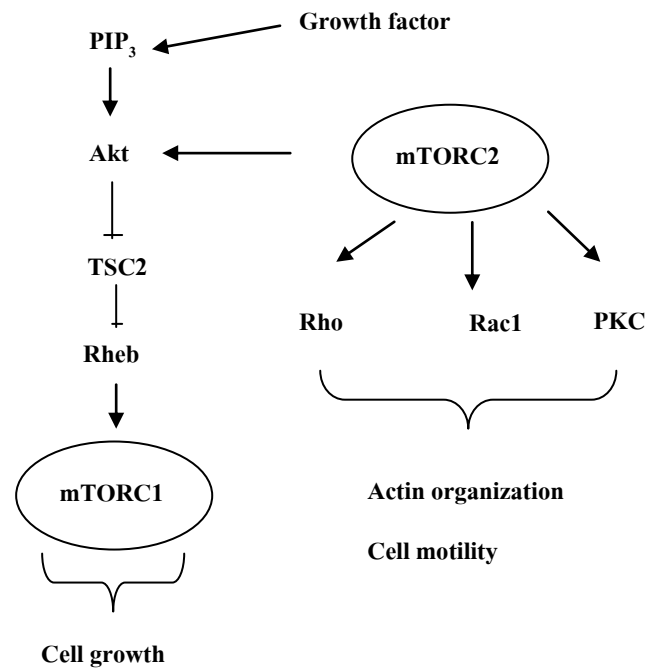 Growth factor
PIP₃
Akt
mTORC2
TSC2
Rho
Rac1
PKC
Rheb
mTORC1
Actin organization
Cell motility
Cell growth